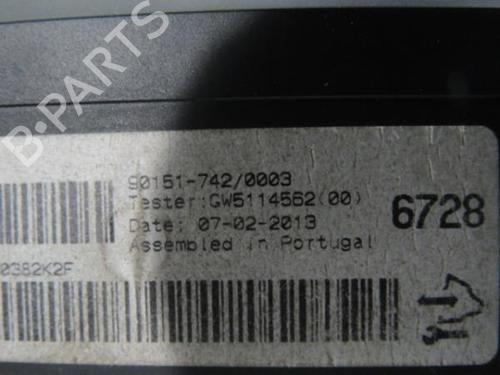 B-PARTS
90151-742/0003
Tester:GW5114562(00)
Date: 07-02-2013
Assembled in Portugal
6728
0382K2F